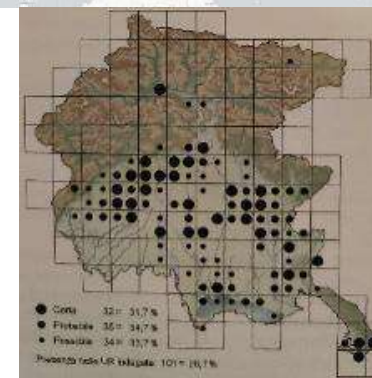 Certa 32 = 31,7 %
Probabile 35 = 34,7 %
Possibile 34 = 33,7 %
Presenza nelle UR indagate: 101 =